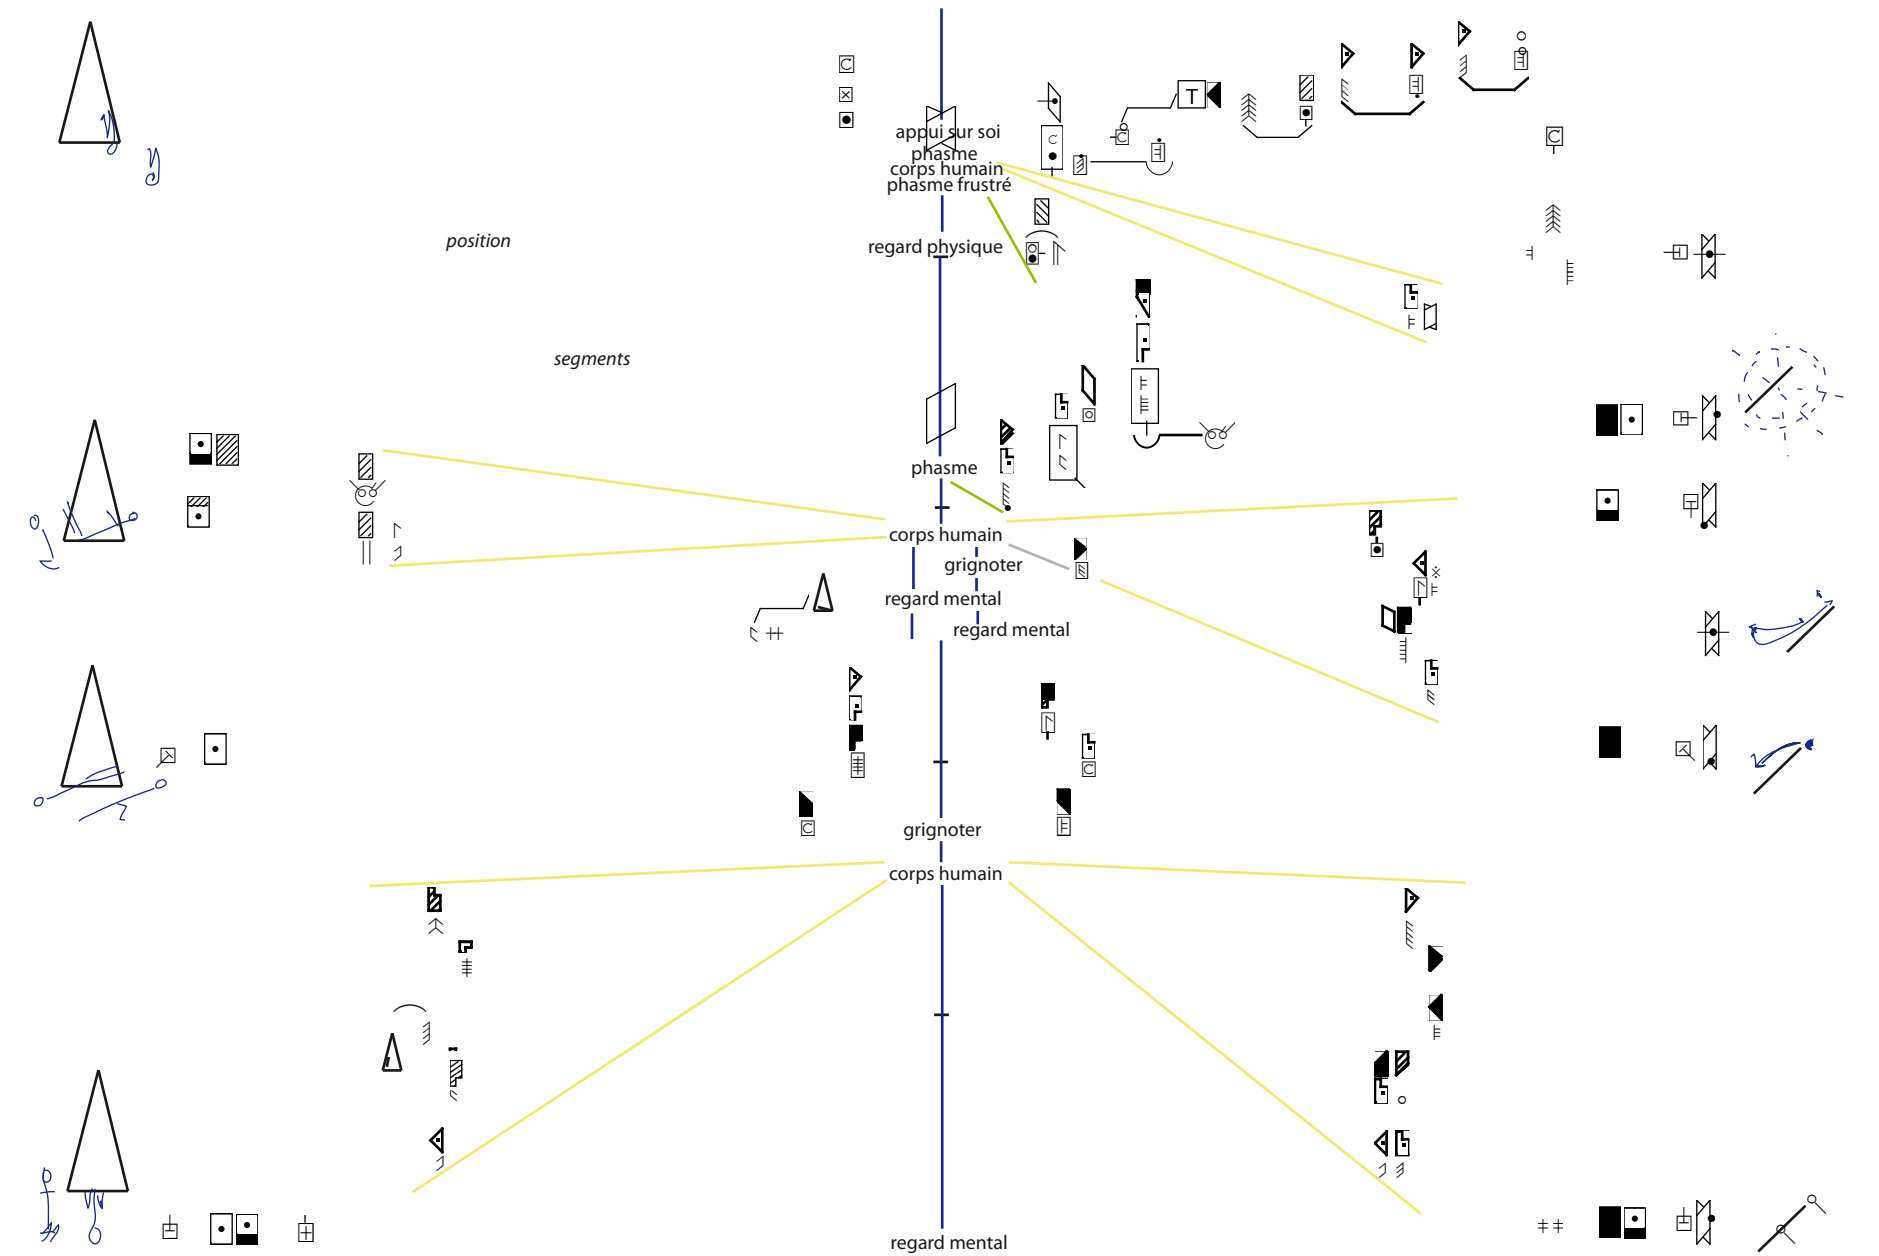 T
appui sur soi
phasme
corps humain
phasme frustré
position
regard physique
segments
phasme
corps humain
grignoter
regard mental
regard mental
grignoter
corps humain
regard mental